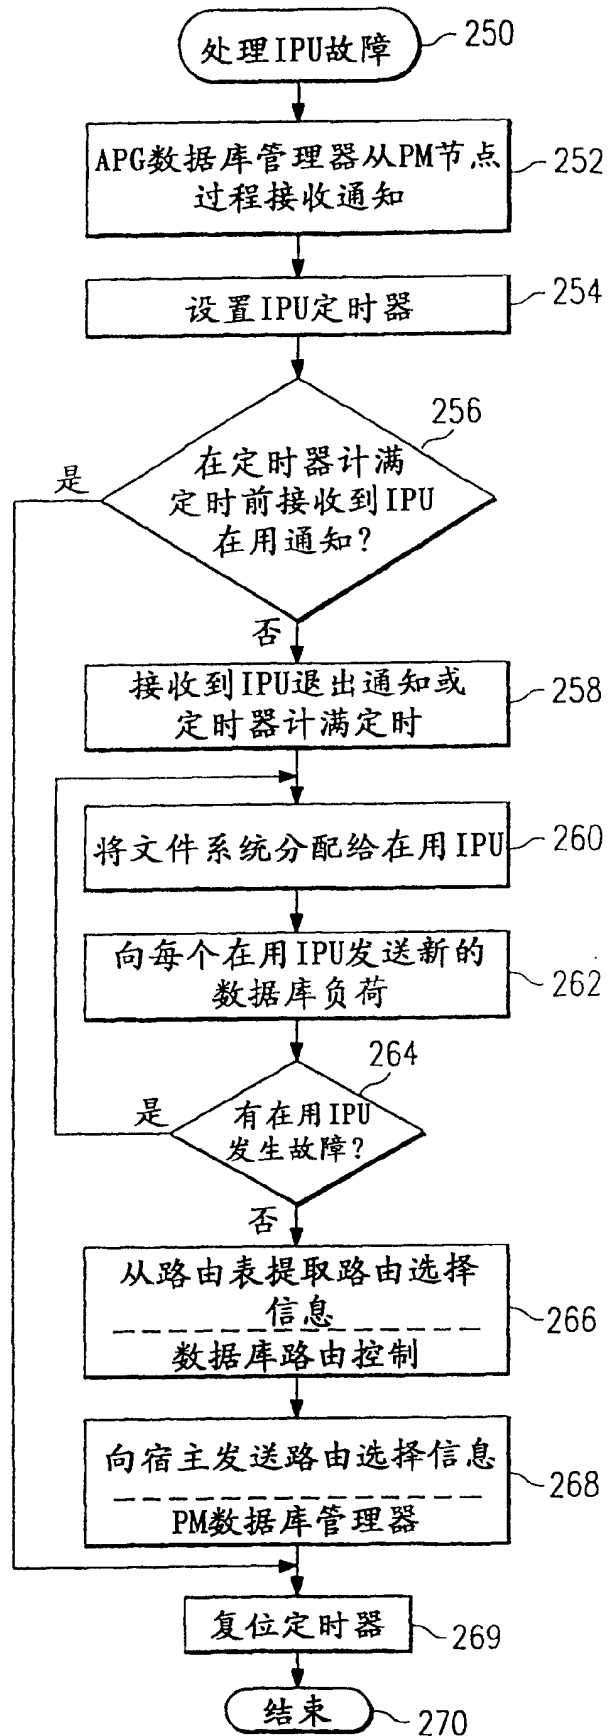 处理IPU故障
250
APG数据库管理器从PM节点
过程接收通知
252
设置IPU定时器
254
256
是
在定时器计满
定时前接收到IPU
在用通知?
否
接收到IPU退出通知或
定时器计满定时
258
将文件系统分配给在用IPU
260
向每个在用IPU发送新的
数据库负荷
262
264
是
有在用IPU
发生故障?
否
从路由表提取路由选择
信息
数据库路由控制
266
向宿主发送路由选择信息
PM数据库管理器
268
复位定时器
269
结束
270